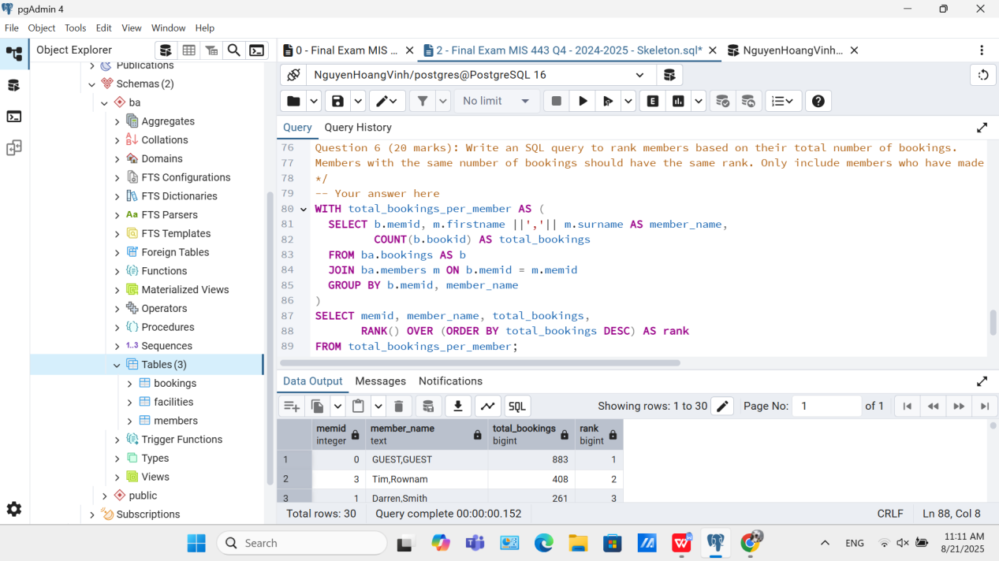 pgAdmin 4
File Object Tools Edit View Window Help
Object Explorer
0 - Final Exam MIS ...
2 - Final Exam MIS 443 Q4 - 2024-2025 - Skeleton.sql*
NguyenHoangVinh...
NguyenHoangVinh/postgres@PostgreSQL 16
No limit
E
Query Query History
Publications
Schemas (2)
ba
Aggregates
Collations
Domains
FTS Configurations
FTS Dictionaries
Aa FTS Parsers
FTS Templates
Foreign Tables
Functions
Materialized Views
Operators
Procedures
1..3 Sequences
Tables (3)
bookings
facilities
members
Trigger Functions
Types
Views
public
Subscriptions
76 Question 6 (20 marks): Write an SQL query to rank members based on their total number of bookings.
77 Members with the same number of bookings should have the same rank. Only include members who have made
78 */
79 -- Your answer here
80 WITH total_bookings_per_member AS (
81 SELECT b.memid, m.firstname ||','|| m.surname AS member_name,
82 COUNT(b.bookid) AS total_bookings
83 FROM ba.bookings AS b
84 JOIN ba.members m ON b.memid = m.memid
85 GROUP BY b.memid, member_name
86 )
87 SELECT memid, member_name, total_bookings,
88 RANK() OVER (ORDER BY total_bookings DESC) AS rank
89 FROM total_bookings_per_member;
Data Output Messages Notifications
SQL
Showing rows: 1 to 30
Page No: 1 of 1
memid integer member_name text total_bookings bigint rank bigint
1 0 GUEST,GUEST 883 1
2 3 Tim,Rownam 408 2
3 1 Darren,Smith 261 3
Total rows: 30 Query complete 00:00:00.152 CRLF Ln 88, Col 8
Search
ENG
11:11 AM
8/21/2025